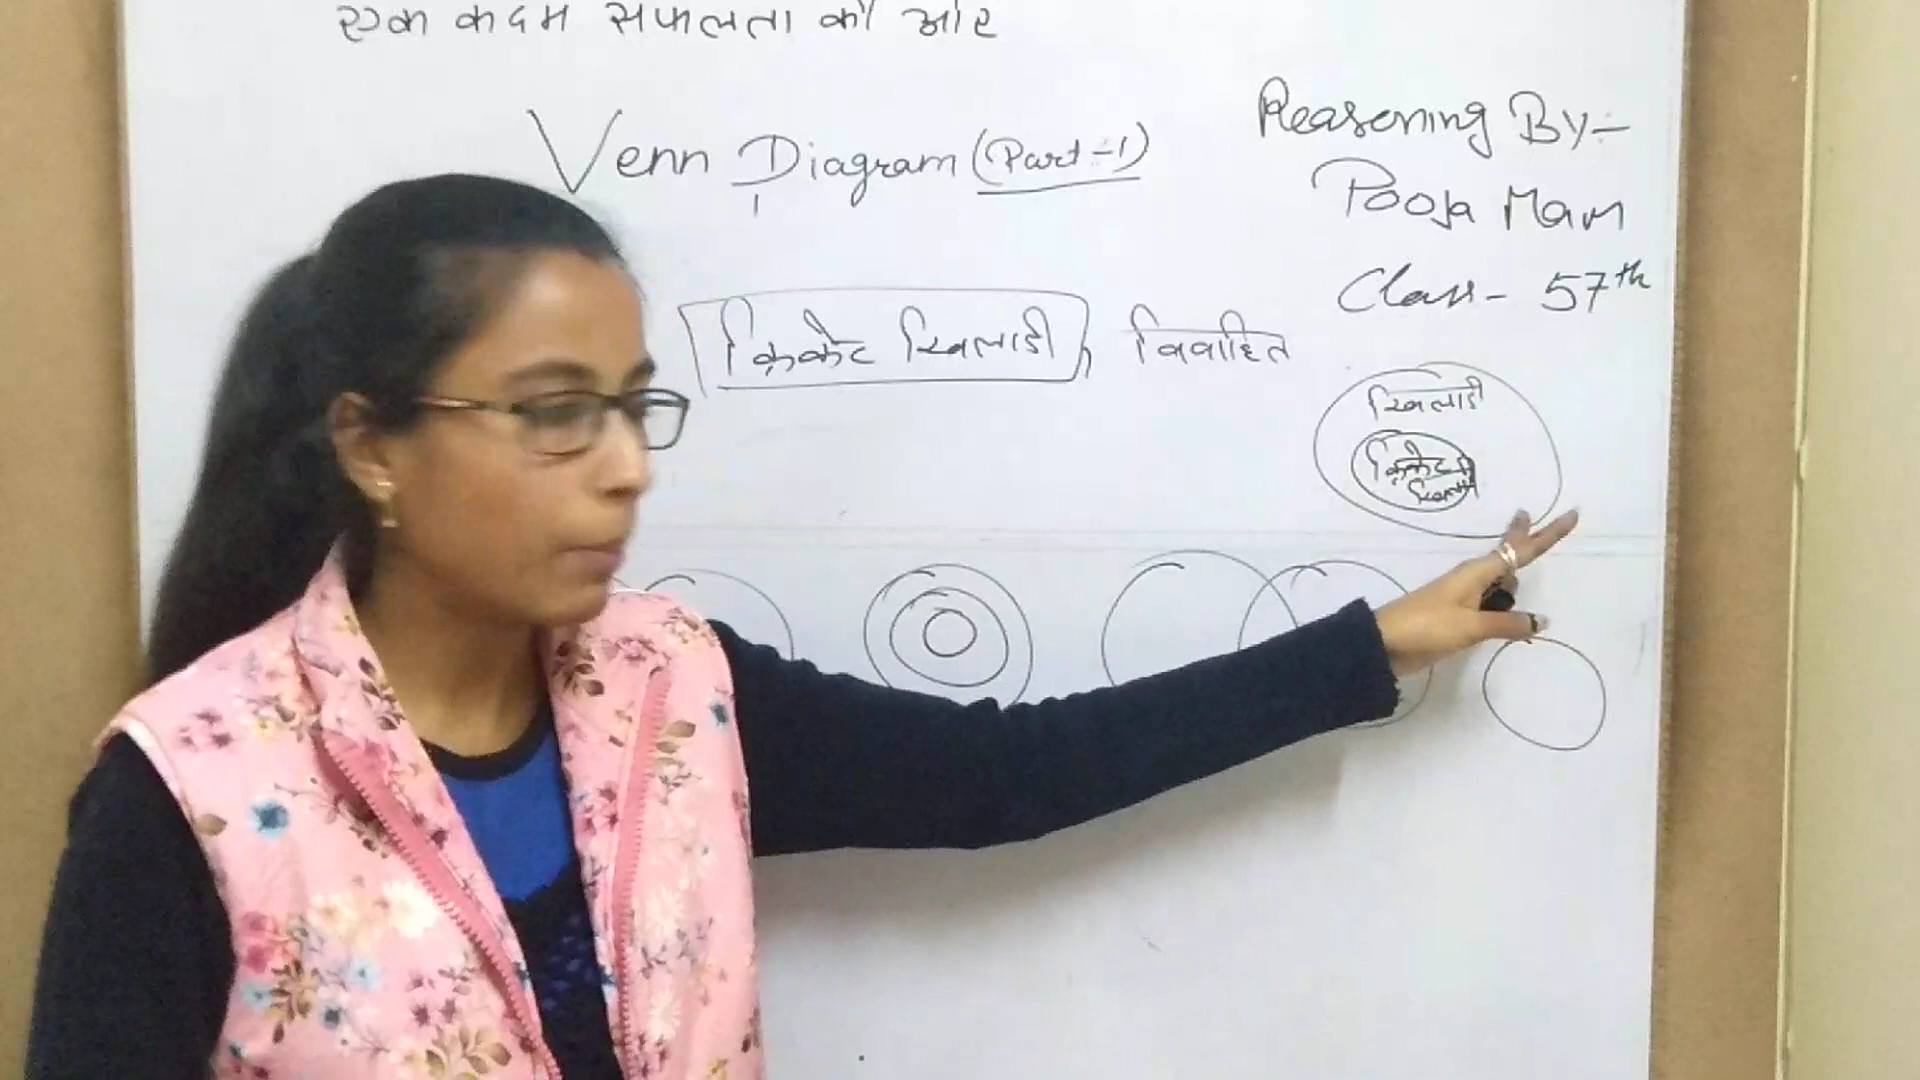 एक कदम सफलता की ओर
Venn Diagram (Part-1)
Reasoning By:-
Pooja Mam
Class- 57th
क्रिकेट खिलाडी, विवाहित
खिलाडी
क्रिकेट
खिलाडी